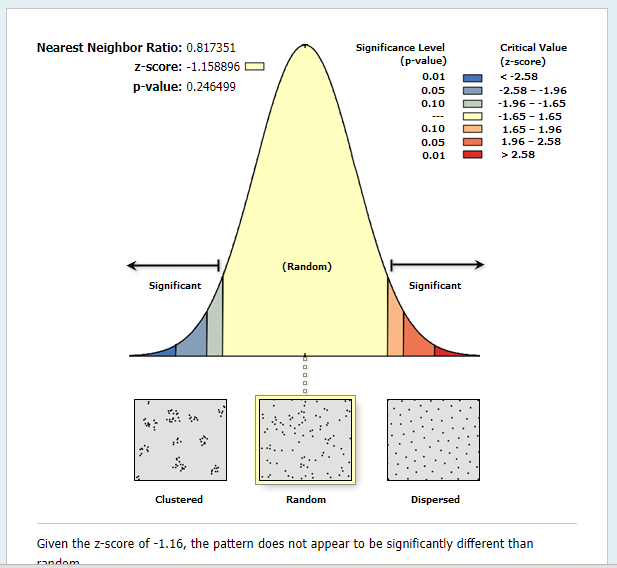 Nearest Neighbor Ratio: 0.817351
z-score: -1.158896
p-value: 0.246499
Significance Level
(p-value)
Critical Value
(z-score)
0.01 < -2.58
0.05 -2.58 – -1.96
0.10 -1.96 – -1.65
--- -1.65 – 1.65
0.10 1.65 – 1.96
0.05 1.96 – 2.58
0.01 > 2.58
Significant
(Random)
Significant
Clustered
Random
Dispersed
Given the z-score of -1.16, the pattern does not appear to be significantly different than
random